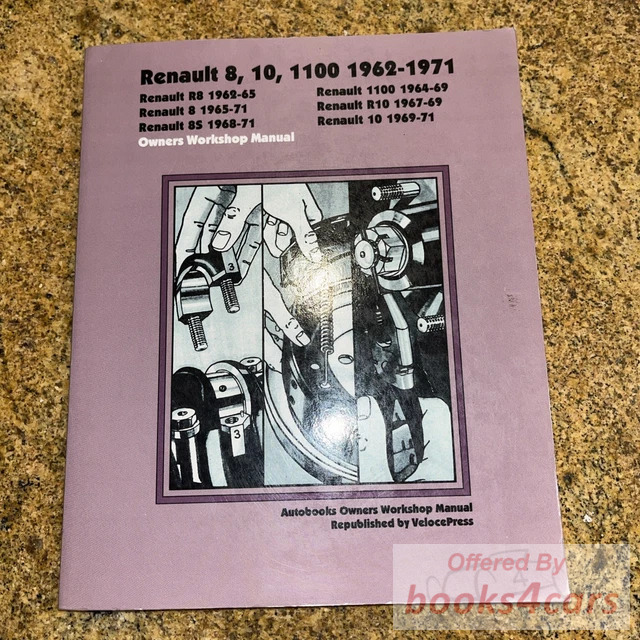 Renault 8, 10, 1100 1962-1971
Renault R8 1962-65
Renault 8 1965-71
Renault 8S 1968-71
Renault 1100 1964-69
Renault R10 1967-69
Renault 10 1969-71
Owners Workshop Manual
3
3
Autobooks Owners Workshop Manual
Republished by VelocePress
Offered By
books4cars